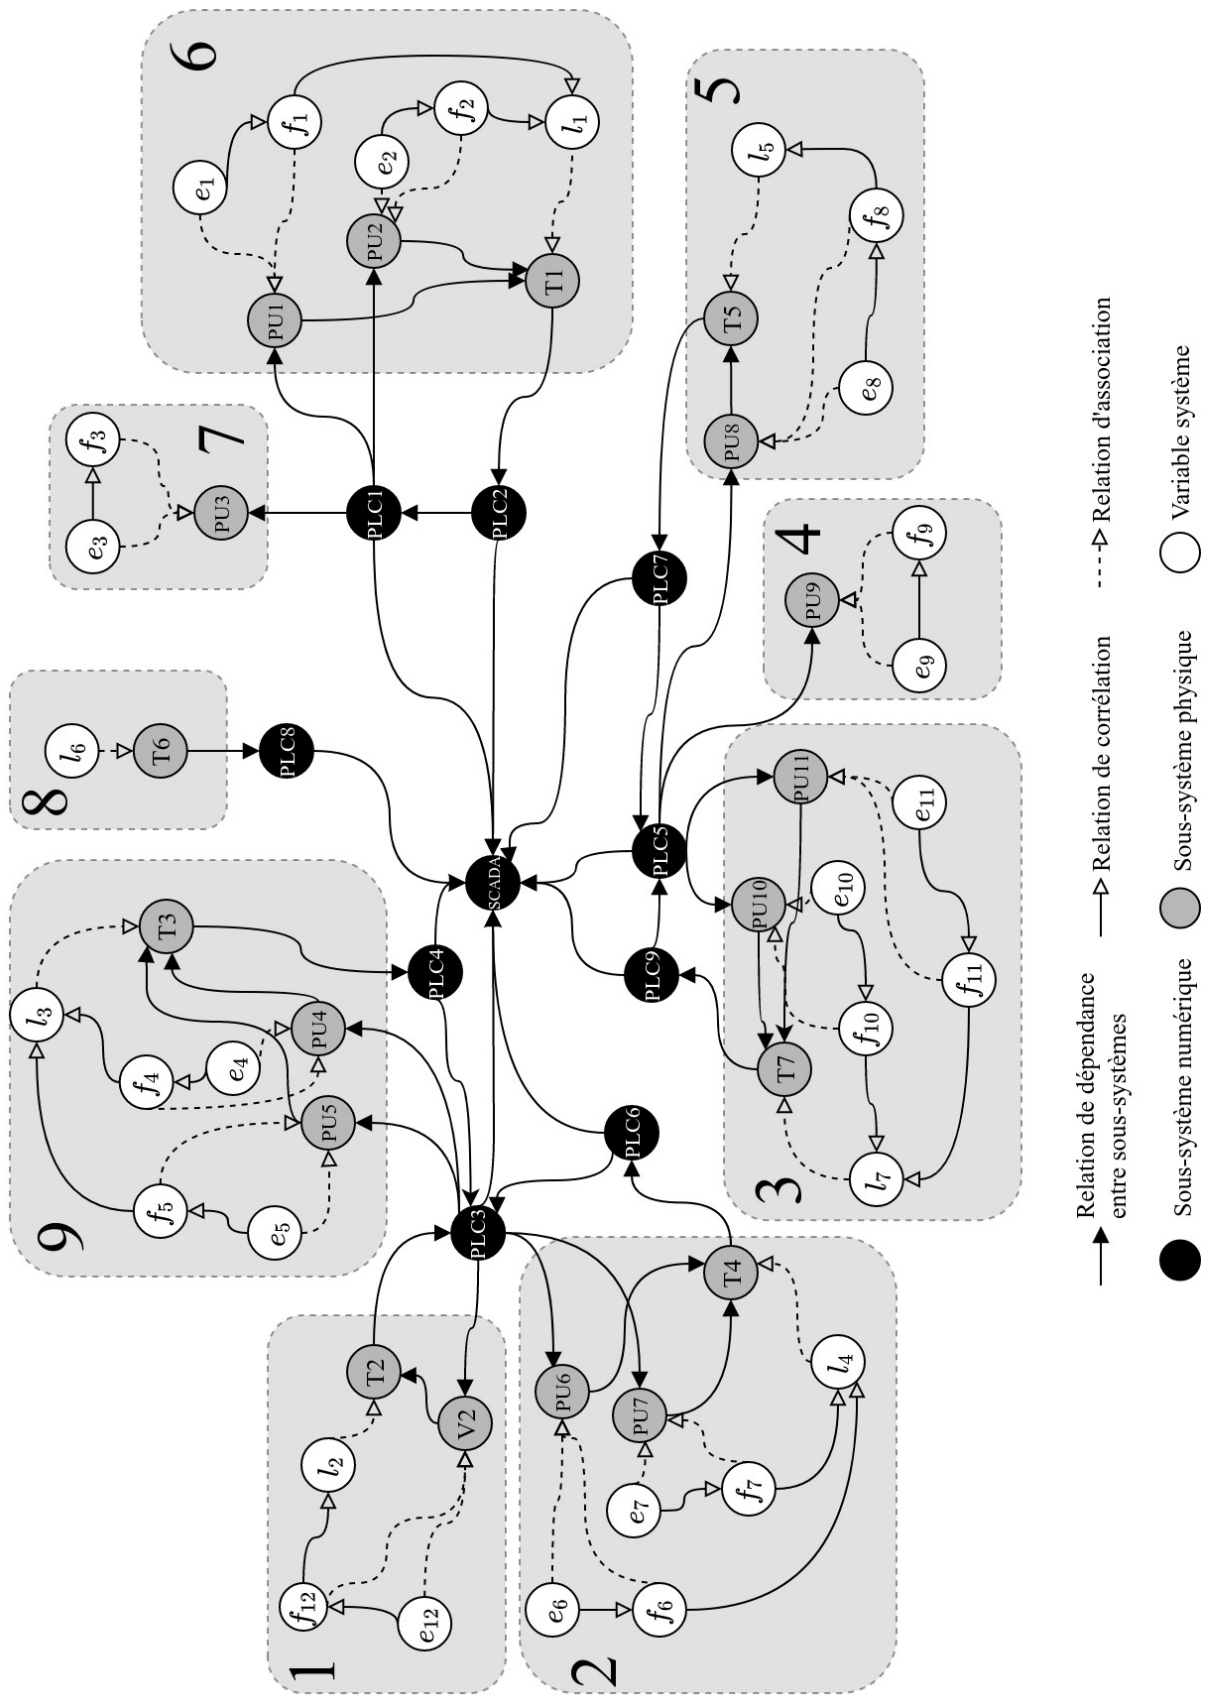 9
l3
T3
f4
e4
PU4
f5
e5
PU5
8
l6
T6
7
e3
f3
PU3
6
e1
f1
PU1
PU2
e2
f2
T1
l1
1
f12
e12
l2
T2
V2
PLC8
PLC1
PLC2
PLC4
PLC3
SCADA
PLC6
PLC9
PLC5
PLC7
2
e6
f6
PU6
e7
PU7
f7
T4
l4
3
T7
PU10
PU11
e10
f10
l7
e11
f11
4
PU9
e9
f9
5
PU8
T5
l5
e8
f8
Relation de dépendance
entre sous-systèmes
Relation de corrélation
Relation d'association
Sous-système numérique
Sous-système physique
Variable système